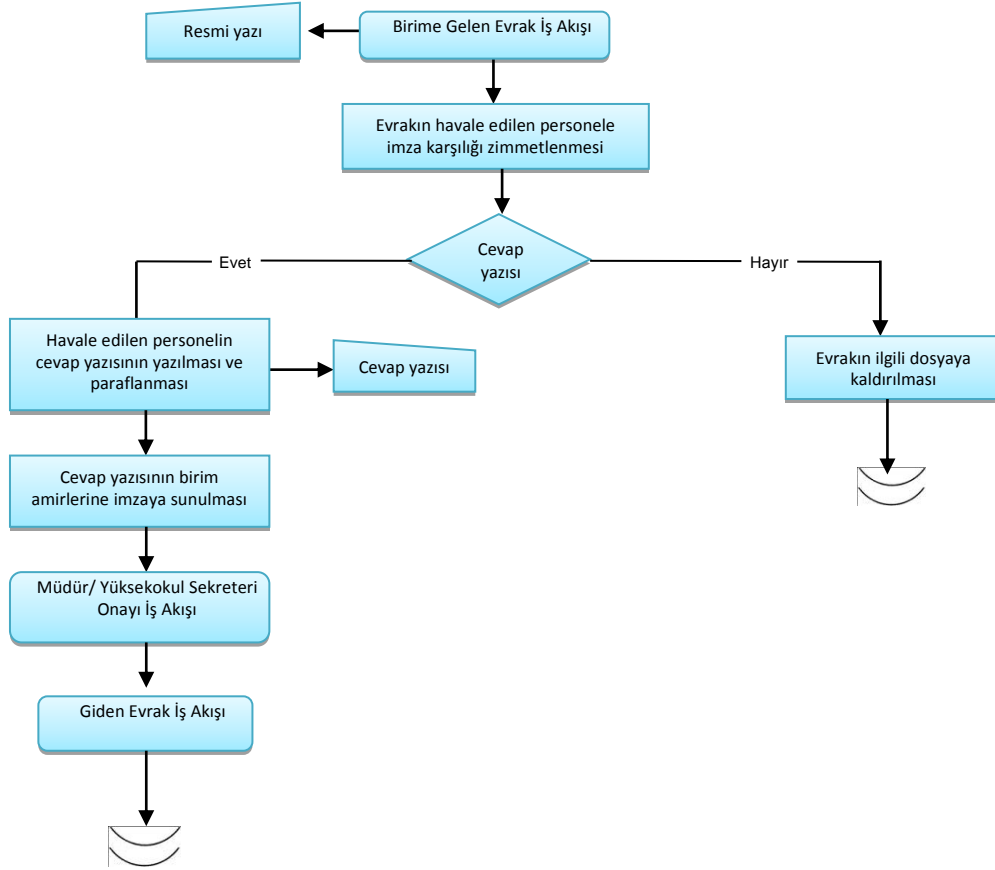 Resmi yazı
Birime Gelen Evrak İş Akışı
Evrakın havale edilen personele
imza karşılığı zimmetlenmesi
Cevap
yazısı
Evet
Hayır
Havale edilen personelin
cevap yazısının yazılması ve
paraflanması
Cevap yazısı
Evrakın ilgili dosyaya
kaldırılması
Cevap yazısının birim
amirlerine imzaya sunulması
Müdür/ Yüksekokul Sekreteri
Onayı İş Akışı
Giden Evrak İş Akışı